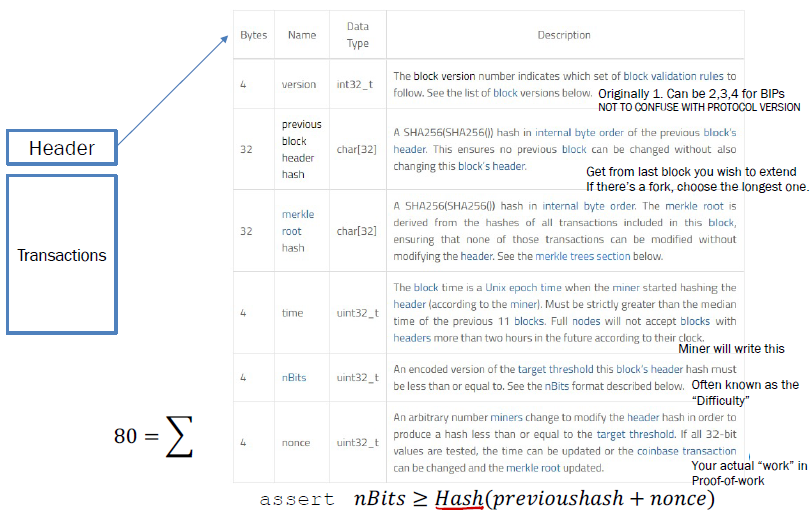 Bytes Name Data Type Description
4 version int32_t The block version number indicates which set of block validation rules to
follow. See the list of block versions below.
Originally 1. Can be 2,3,4 for BIPs
NOT TO CONFUSE WITH PROTOCOL VERSION
Header
32 previous block header hash char[32] A SHA256(SHA256()) hash in internal byte order of the previous block's
header. This ensures no previous block can be changed without also
changing this block's header.
Get from last block you wish to extend
If there's a fork, choose the longest one.
Transactions
32 merkle root hash char[32] A SHA256(SHA256()) hash in internal byte order. The merkle root is
derived from the hashes of all transactions included in this block,
ensuring that none of those transactions can be modified without
modifying the header. See the merkle trees section below.
4 time uint32_t The block time is a Unix epoch time when the miner started hashing the
header (according to the miner). Must be strictly greater than the median
time of the previous 11 blocks. Full nodes will not accept blocks with
headers more than two hours in the future according to their clock.
Miner will write this
4 nBits uint32_t An encoded version of the target threshold this block's header hash must
be less than or equal to. See the nBits format described below.
Often known as the
"Difficulty"
80 = ∑
4 nonce uint32_t An arbitrary number miners change to modify the header hash in order to
produce a hash less than or equal to the target threshold. If all 32-bit
values are tested, the time can be updated or the coinbase transaction
can be changed and the merkle root updated.
Your actual "work" in
Proof-of-work
assert nBits ≥ Hash(previoushash + nonce)